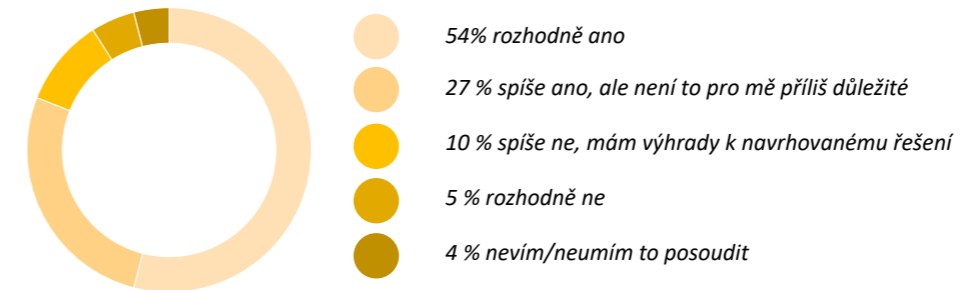 54% rozhodně ano
27 % spíše ano, ale není to pro mě příliš důležité
10 % spíše ne, mám výhrady k navrhovanému řešení
5 % rozhodně ne
4 % nevím/neumím to posoudit